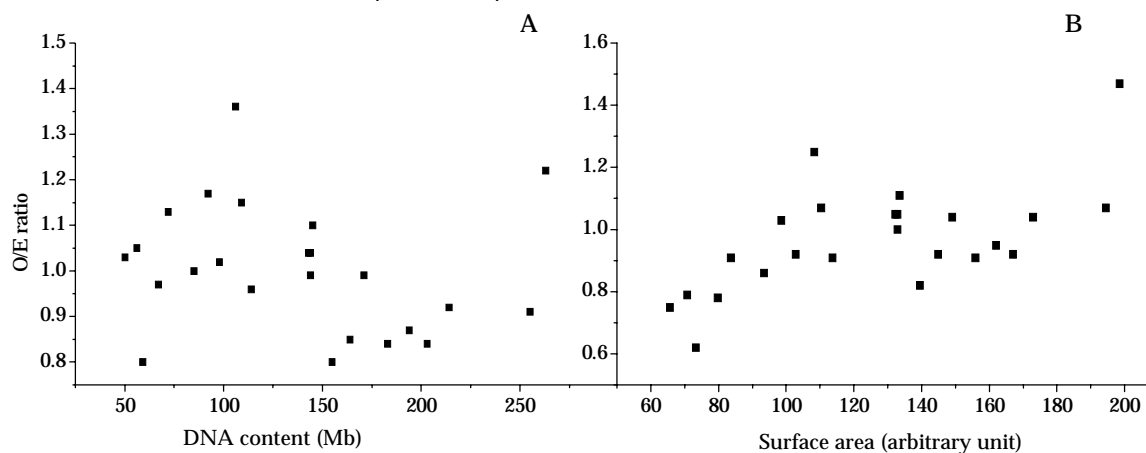 A
B
1.5
1.4
1.3
1.2
1.1
1.0
0.9
0.8
O/E ratio
50 100 150 200 250
DNA content (Mb)
1.6
1.4
1.2
1.0
0.8
0.6
60 80 100 120 140 160 180 200
Surface area (arbitrary unit)